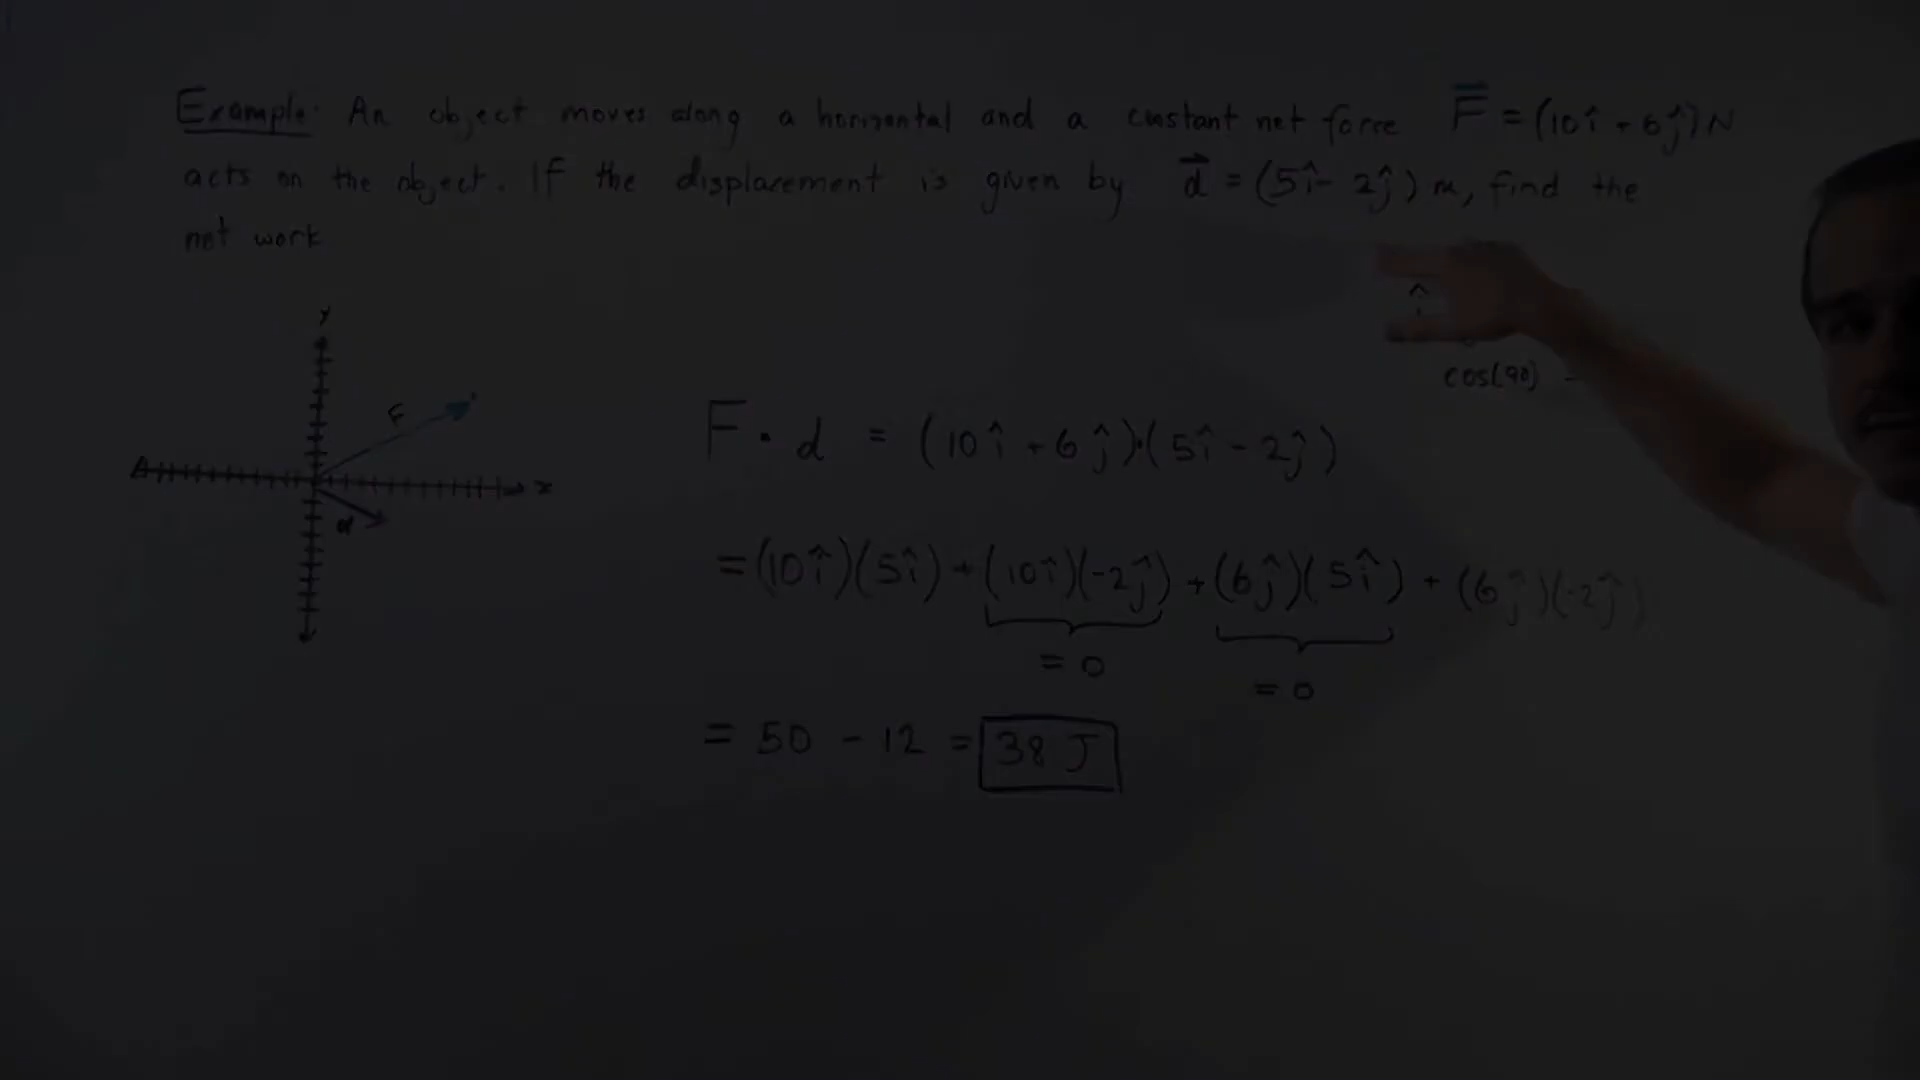 Example: An object moves along a horizontal and a constant net force F⃗ = (10î + 6ĵ) N
acts on the object. If the displacement is given by d⃗ = (5î - 2ĵ) m, find the
net work
î
cos(90)
y
F
x
d
F · d = (10î + 6ĵ)·(5î - 2ĵ)
= (10î)(5î) + (10î)(-2ĵ) + (6ĵ)(5î) + (6ĵ)(-2ĵ)
= 0
= 0
= 50 - 12 = 38 J